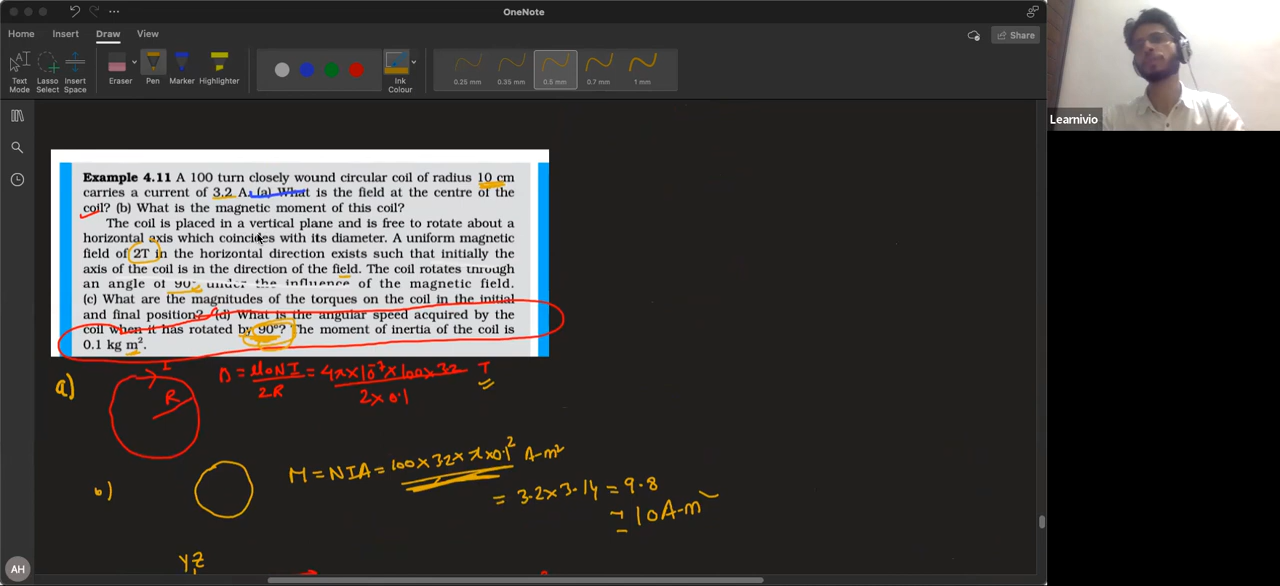 OneNote
Home Insert Draw View
Share
Text Mode
Lasso Select
Insert Space
Eraser
Pen
Marker
Highlighter
Ink Colour
0.25 mm 0.35 mm 0.5 mm 0.7 mm 1 mm
Learnivio
Example 4.11 A 100 turn closely wound circular coil of radius 10 cm
carries a current of 3.2 A. (a) What is the field at the centre of the
coil? (b) What is the magnetic moment of this coil?
The coil is placed in a vertical plane and is free to rotate about a
horizontal axis which coincides with its diameter. A uniform magnetic
field of 2T in the horizontal direction exists such that initially the
axis of the coil is in the direction of the field. The coil rotates through
an angle of 90° under the influence of the magnetic field.
(c) What are the magnitudes of the torques on the coil in the initial
and final position? (d) What is the angular speed acquired by the
coil when it has rotated by 90°? The moment of inertia of the coil is
0.1 kg m².
a)
I
R
B = μ0NI/2R = 4π×10⁻⁷×100×32/2×0.1 T
b)
M = NIA = 100×32×π×0.1² A-m²
= 3.2×3.14 = 9.8
≃ 10A-m²
Y,Z
AH